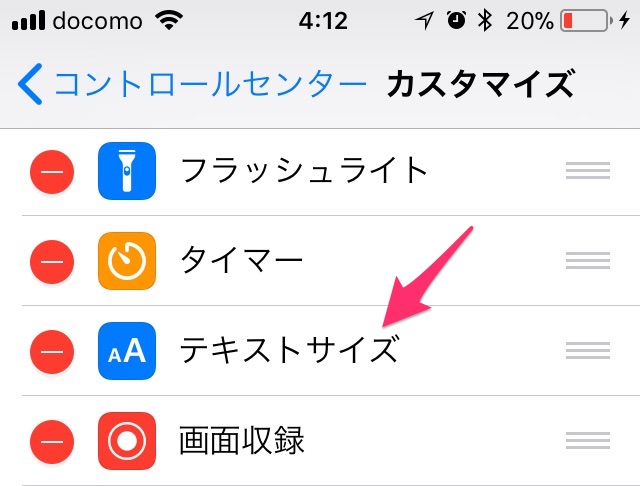 docomo 4:12 20%
コントロールセンター カスタマイズ
フラッシュライト
タイマー
AA テキストサイズ
画面収録